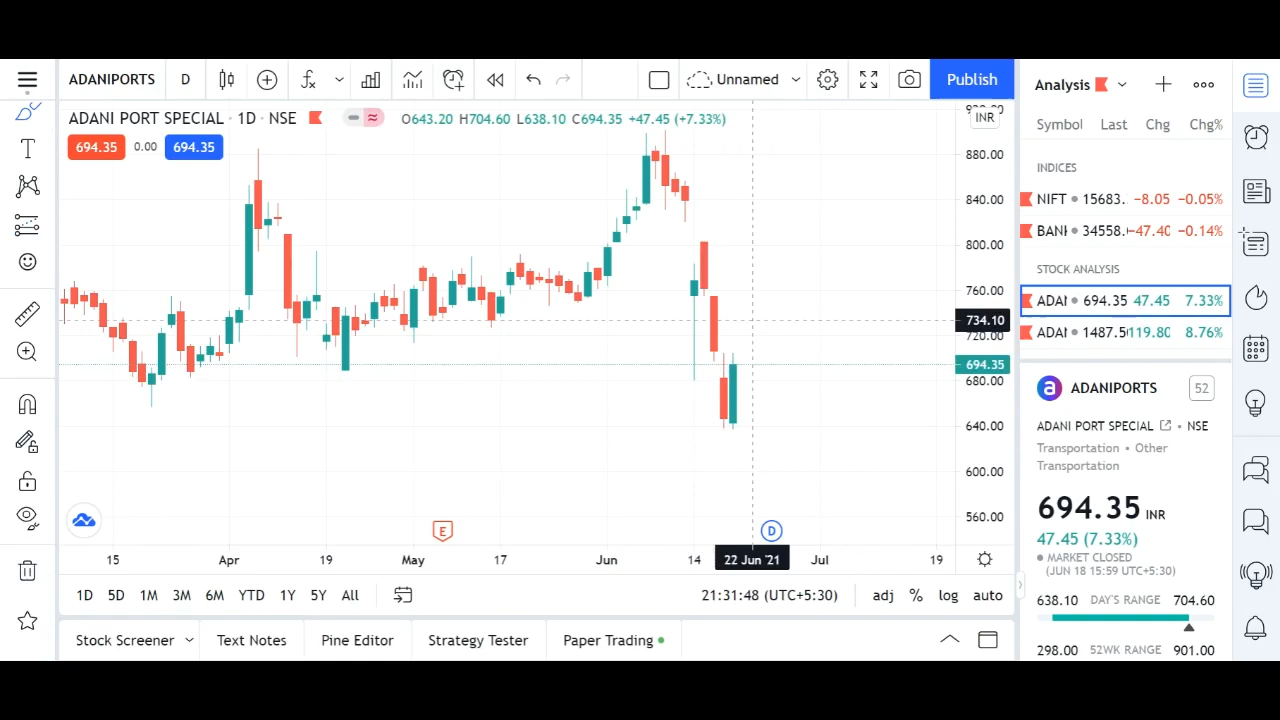 ADANIPORTS D Unnamed Publish
ADANI PORT SPECIAL · 1D · NSE O643.20 H704.60 L638.10 C694.35 +47.45 (+7.33%)
694.35 0.00 694.35
INR
880.00
840.00
800.00
760.00
734.10
720.00
694.35
680.00
640.00
600.00
560.00
E D
15 Apr 19 May 17 Jun 14 22 Jun '21 Jul 19
1D 5D 1M 3M 6M YTD 1Y 5Y All 21:31:48 (UTC+5:30) adj % log auto
Stock Screener Text Notes Pine Editor Strategy Tester Paper Trading
Analysis
Symbol Last Chg Chg%
INDICES
NIFT 15683. −8.05 −0.05%
BANK 34558. −47.40 −0.14%
STOCK ANALYSIS
ADAI 694.35 47.45 7.33%
ADAI 1487.50 119.80 8.76%
a ADANIPORTS 52
ADANI PORT SPECIAL • NSE
Transportation • Other
Transportation
694.35 INR
47.45 (7.33%)
MARKET CLOSED
(JUN 18 15:59 UTC+5:30)
638.10 DAY'S RANGE 704.60
298.00 52WK RANGE 901.00